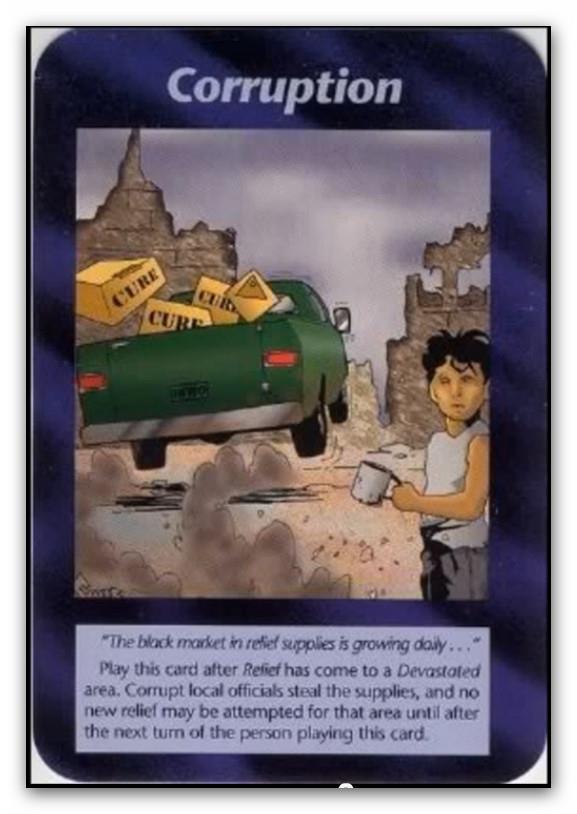 Corruption
CURE
CURE
CURE
"The black market in relief supplies is growing daily . . ."
Play this card after Relief has come to a Devastated
area. Corrupt local officials steal the supplies, and no
new relief may be attempted for that area until after
the next turn of the person playing this card.